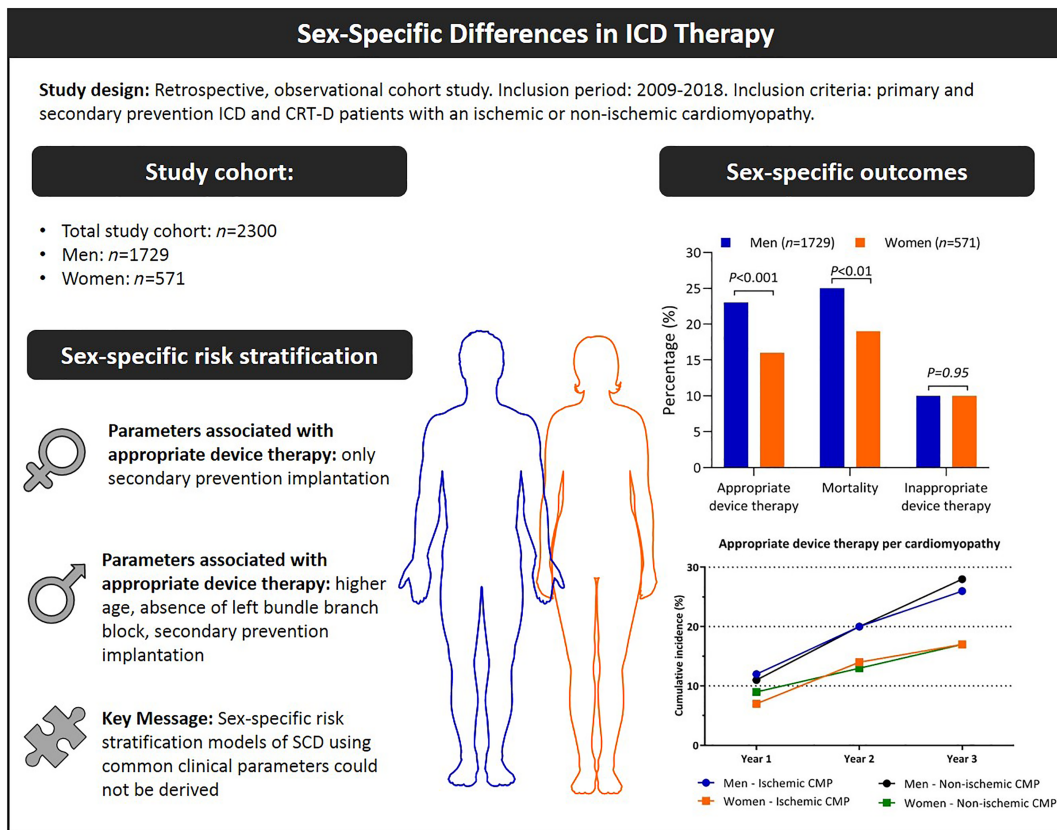 Sex-Specific Differences in ICD Therapy
Study design: Retrospective, observational cohort study. Inclusion period: 2009-2018. Inclusion criteria: primary and
secondary prevention ICD and CRT-D patients with an ischemic or non-ischemic cardiomyopathy.
Study cohort:
• Total study cohort: n=2300
• Men: n=1729
• Women: n=571
Sex-specific risk stratification
Parameters associated with
appropriate device therapy: only
secondary prevention implantation
Parameters associated with
appropriate device therapy: higher
age, absence of left bundle branch
block, secondary prevention
implantation
Key Message: Sex-specific risk
stratification models of SCD using
common clinical parameters could
not be derived
Sex-specific outcomes
Men (n=1729) Women (n=571)
Percentage (%)
30
25
20
15
10
5
0
P<0.001
P<0.01
P=0.95
Appropriate
device therapy
Mortality
Inappropriate
device therapy
Appropriate device therapy per cardiomyopathy
Cumulative incidence (%)
30
20
10
0
Year 1 Year 2 Year 3
Men - Ischemic CMP Men - Non-ischemic CMP
Women - Ischemic CMP Women - Non-ischemic CMP